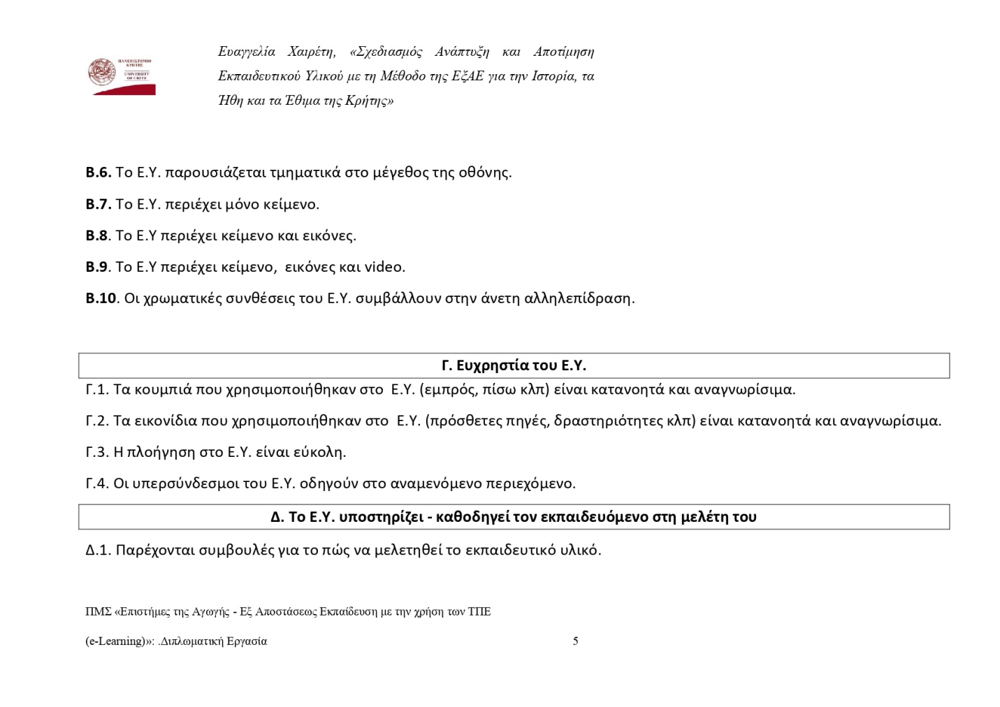 ΠΑΝΕΠΙΣΤΗΜΙΟ
ΚΡΗΤΗΣ
UNIVERSITY
OF CRETE
Ευαγγελία Χαιρέτη, «Σχεδιασμός Ανάπτυξη και Αποτίμηση
Εκπαιδευτικού Υλικού με τη Μέθοδο της ΕξΑΕ για την Ιστορία, τα
Ήθη και τα Έθιμα της Κρήτης»
Β.6. Το Ε.Υ. παρουσιάζεται τμηματικά στο μέγεθος της οθόνης.
Β.7. Το Ε.Υ. περιέχει μόνο κείμενο.
Β.8. Το Ε.Υ περιέχει κείμενο και εικόνες.
Β.9. Το Ε.Υ περιέχει κείμενο,  εικόνες και video.
Β.10. Οι χρωματικές συνθέσεις του Ε.Υ. συμβάλλουν στην άνετη αλληλεπίδραση.
Γ. Ευχρηστία του Ε.Υ.
Γ.1. Τα κουμπιά που χρησιμοποιήθηκαν στο  Ε.Υ. (εμπρός, πίσω κλπ) είναι κατανοητά και αναγνωρίσιμα.
Γ.2. Τα εικονίδια που χρησιμοποιήθηκαν στο  Ε.Υ. (πρόσθετες πηγές, δραστηριότητες κλπ) είναι κατανοητά και αναγνωρίσιμα.
Γ.3. Η πλοήγηση στο Ε.Υ. είναι εύκολη.
Γ.4. Οι υπερσύνδεσμοι του Ε.Υ. οδηγούν στο αναμενόμενο περιεχόμενο.
Δ. Το Ε.Υ. υποστηρίζει - καθοδηγεί τον εκπαιδευόμενο στη μελέτη του
Δ.1. Παρέχονται συμβουλές για το πώς να μελετηθεί το εκπαιδευτικό υλικό.
ΠΜΣ «Επιστήμες της Αγωγής - Εξ Αποστάσεως Εκπαίδευση με την χρήση των ΤΠΕ
(e-Learning)»: .Διπλωματική Εργασία 5